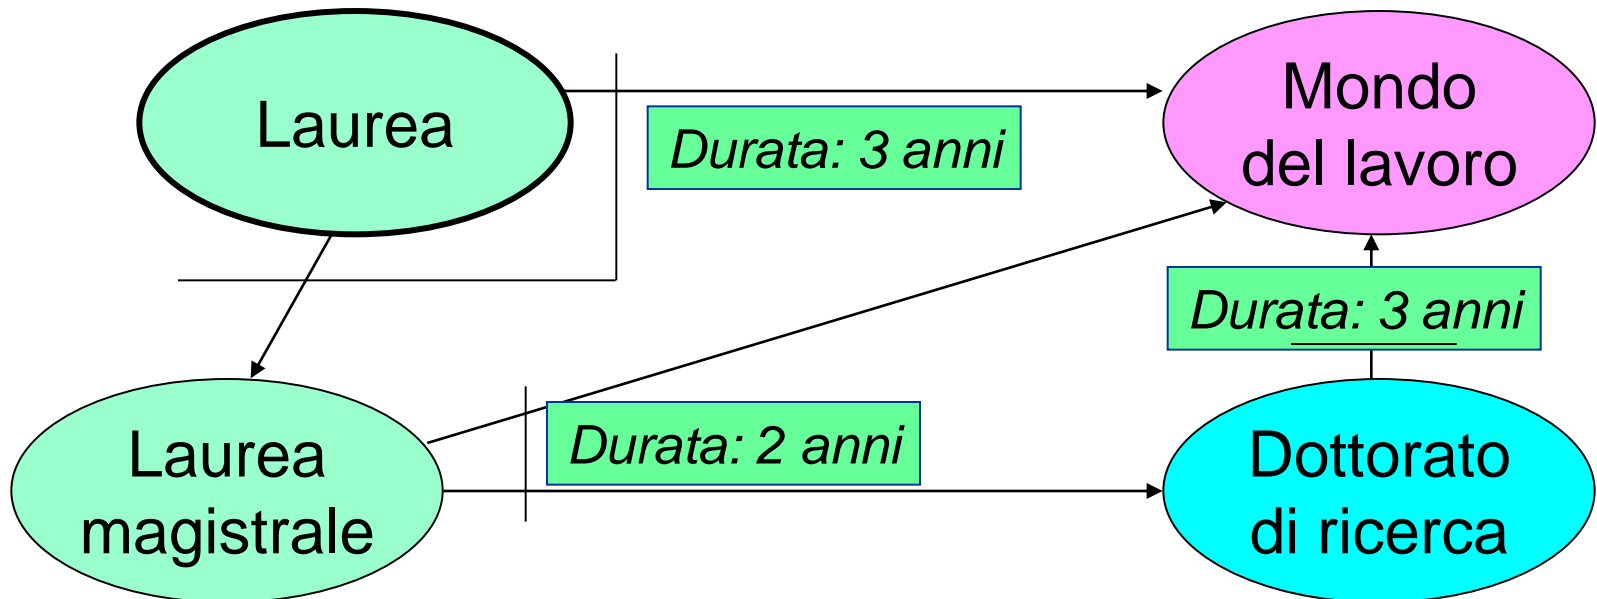 Laurea
Durata: 3 anni
Mondo
del lavoro
Durata: 3 anni
Laurea
magistrale
Durata: 2 anni
Dottorato
di ricerca